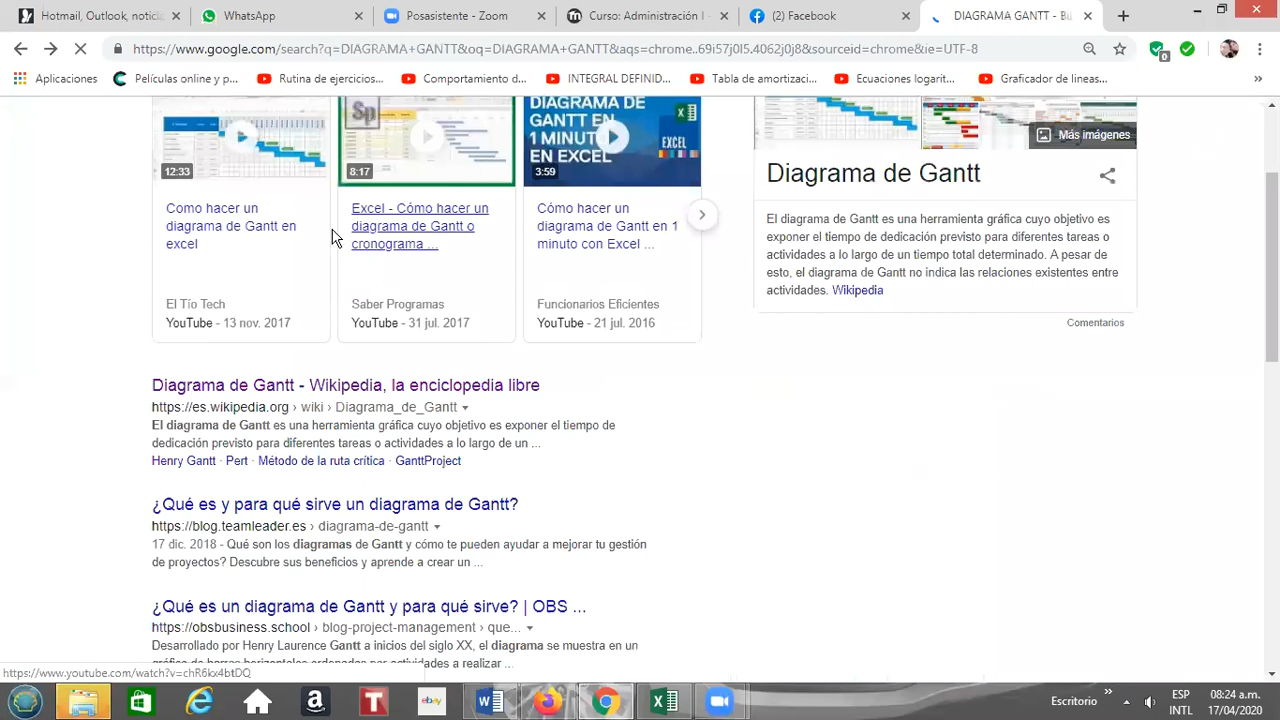 Hotmail, Outlook, notici
WhatsApp
Posasistente - Zoom
Curso: Administración I -
(2) Facebook
DIAGRAMA GANTT - Bu
https://www.google.com/search?q=DIAGRAMA+GANTT&oq=DIAGRAMA+GANTT&aqs=chrome..69i57j0l5.4062j0j8&sourceid=chrome&ie=UTF-8
Aplicaciones
Películas online y p...
Rutina de ejercicios...
Comportamiento d...
INTEGRAL DEFINID...
Tabla de amortizac...
Ecuaciones logarit...
Graficador de lineas...
12:33
8:17
DIAGRAMA DE
GANTT EN
1 MINUTO
EN EXCEL
EXCEL
3:59
Más imágenes
Diagrama de Gantt
Como hacer un
diagrama de Gantt en
excel
El Tío Tech
YouTube - 13 nov. 2017
Excel - Cómo hacer un
diagrama de Gantt o
cronograma ...
Saber Programas
YouTube - 31 jul. 2017
Cómo hacer un
diagrama de Gantt en 1
minuto con Excel ...
Funcionarios Eficientes
YouTube - 21 jul. 2016
El diagrama de Gantt es una herramienta gráfica cuyo objetivo es
exponer el tiempo de dedicación previsto para diferentes tareas o
actividades a lo largo de un tiempo total determinado. A pesar de
esto, el diagrama de Gantt no indica las relaciones existentes entre
actividades. Wikipedia
Comentarios
Diagrama de Gantt - Wikipedia, la enciclopedia libre
https://es.wikipedia.org › wiki › Diagrama_de_Gantt
El diagrama de Gantt es una herramienta gráfica cuyo objetivo es exponer el tiempo de
dedicación previsto para diferentes tareas o actividades a lo largo de un ...
Henry Gantt · Pert · Método de la ruta crítica · GanttProject
¿Qué es y para qué sirve un diagrama de Gantt?
https://blog.teamleader.es › diagrama-de-gantt
17 dic. 2018 - Qué son los diagramas de Gantt y cómo te pueden ayudar a mejorar tu gestión
de proyectos? Descubre sus beneficios y aprende a crear un ...
¿Qué es un diagrama de Gantt y para qué sirve? | OBS ...
https://obsbusiness.school › blog-project-management › que...
Desarrollado por Henry Laurence Gantt a inicios del siglo XX, el diagrama se muestra en un
gráfico de barras horizontales ordenadas por actividades a realizar ...
https://www.youtube.com/watch?v=chR6kx4btDQ
Escritorio
ESP
INTL
08:24 a.m.
17/04/2020